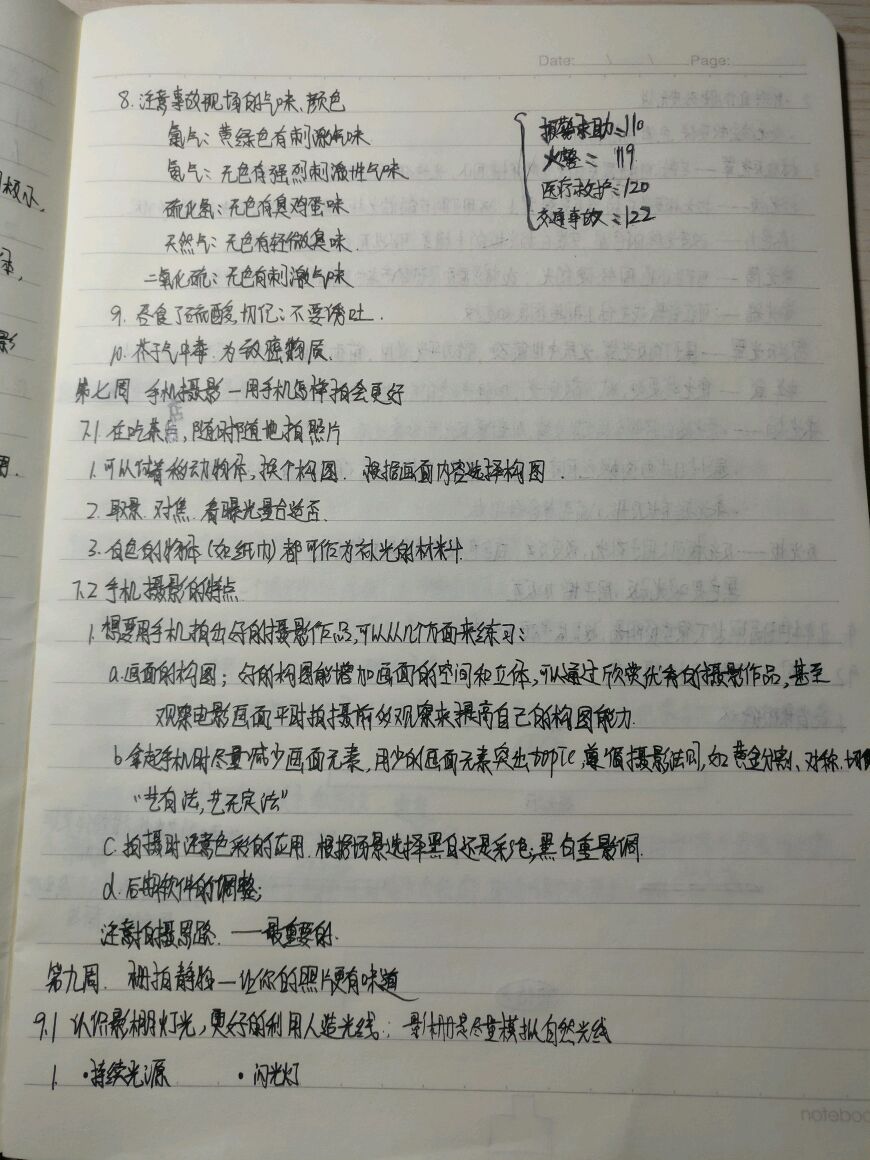 Date: \ \ Page:
8. 注意事故现场的气味、颜色
氯气：黄绿色有刺激气味
氨气：无色有强烈刺激性气味
硫化氢：无色有臭鸡蛋味
天然气：无色有轻微臭味.
二氧化硫：无色有刺激气味
报警求助：110
火警： 119
医疗救护：120
交通事故：122
9. 吞食了硫酸,切记：不要诱吐.
10. 芥子气中毒. 为致癌物质.
第七周 手机摄影—用手机怎样拍会更好
7.1 在吃素店,随时随地拍照片
1. 可以试着移动物体, 换个构图. 根据画面内容选择构图.
2. 取景. 对焦. 看曝光量合适否.
3. 白色的物体(如纸巾)都可作为补光的材料.
7.2 手机摄影的特点.
1. 想要用手机拍出好的摄影作品,可以从几个方面来练习：
a.画面的构图；好的构图能增加画面的空间和立体,可以通过欣赏优秀的摄影作品,甚至
观察电影画面.平时拍摄前多观察来提高自己的构图能力.
b 拿起手机时尽量减少画面元素, 用少的画面元素突出topic,遵循摄影法则,如黄金分割、对称、
“艺有法,艺无定法”
c. 拍摄时注意色彩的应用. 根据场景选择黑白还是彩色；黑白重影调.
d. 后期软件的调整；
注意拍摄思路. ——最重要的.
第九周. 棚拍静物—让你的照片更有味道
9.1 认识影棚灯光, 更好的利用人造光线. ; 影棚是尽量模拟自然光线
1. ·持续光源 ·闪光灯
noteboo